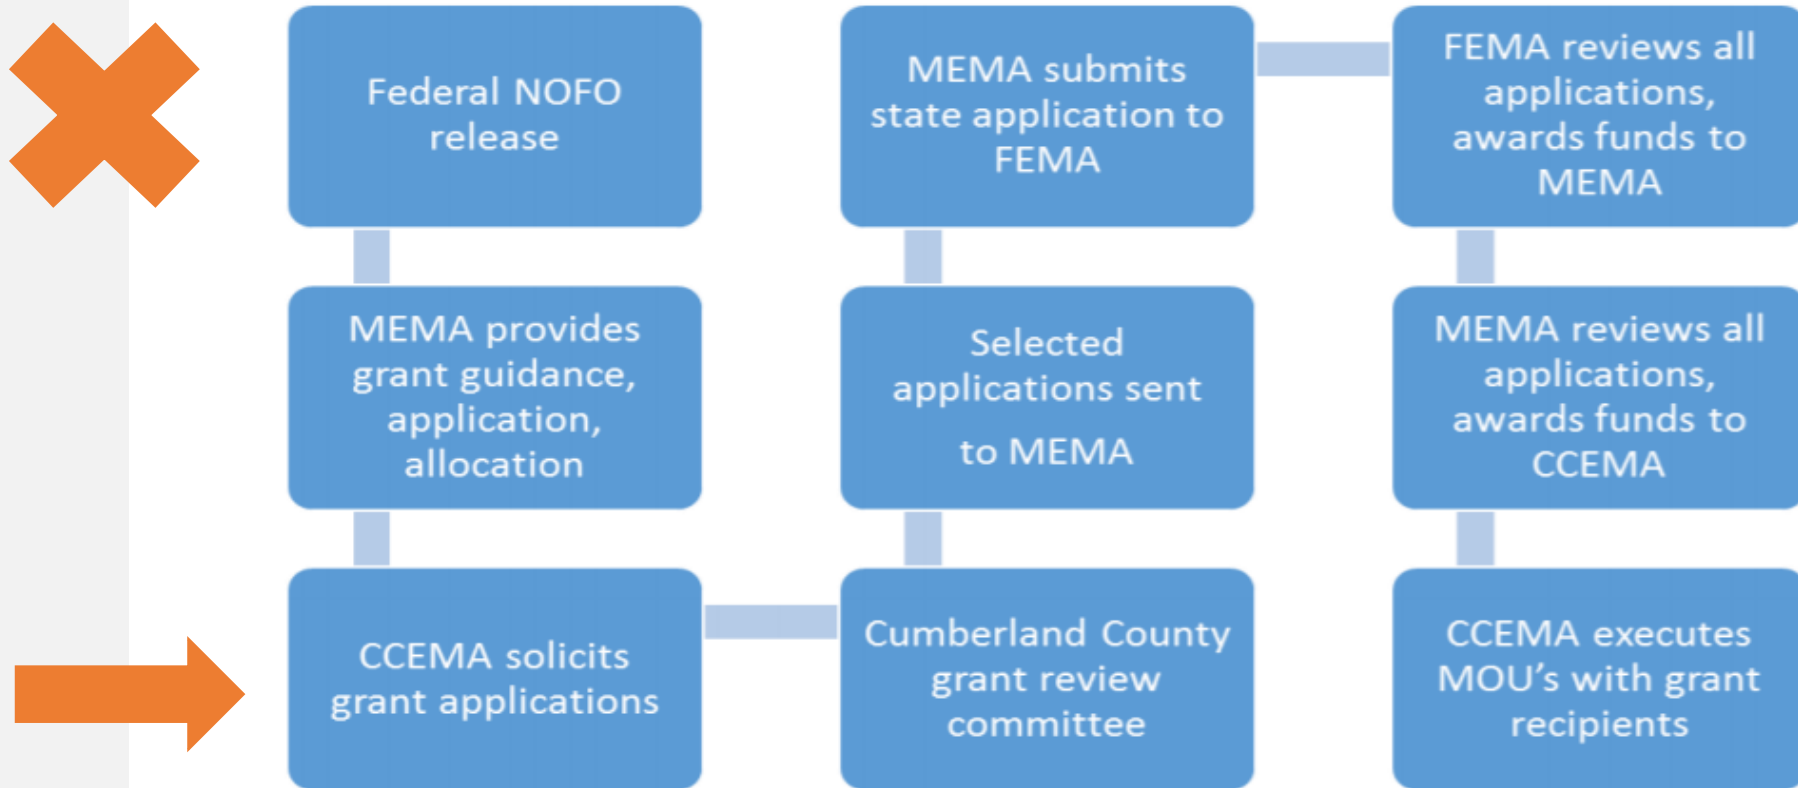 Federal NOFO
release
MEMA provides
grant guidance,
application,
allocation
CCEMA solicits
grant applications
Cumberland County
grant review
committee
Selected
applications sent
to MEMA
MEMA submits
state application to
FEMA
FEMA reviews all
applications,
awards funds to
MEMA
MEMA reviews all
applications,
awards funds to
CCEMA
CCEMA executes
MOU’s with grant
recipients